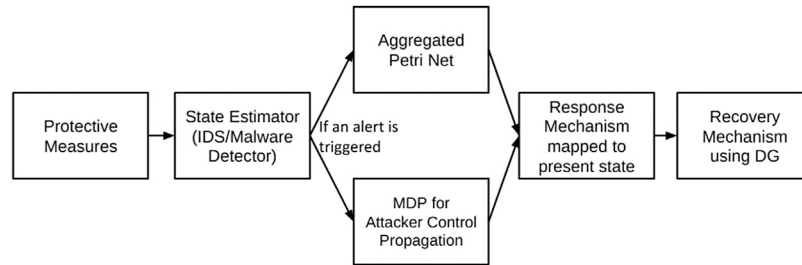 Protective
Measures
State Estimator
(IDS/Malware
Detector)
If an alert is
triggered
Aggregated
Petri Net
MDP for
Attacker Control
Propagation
Response
Mechanism
mapped to
present state
Recovery
Mechanism
using DG